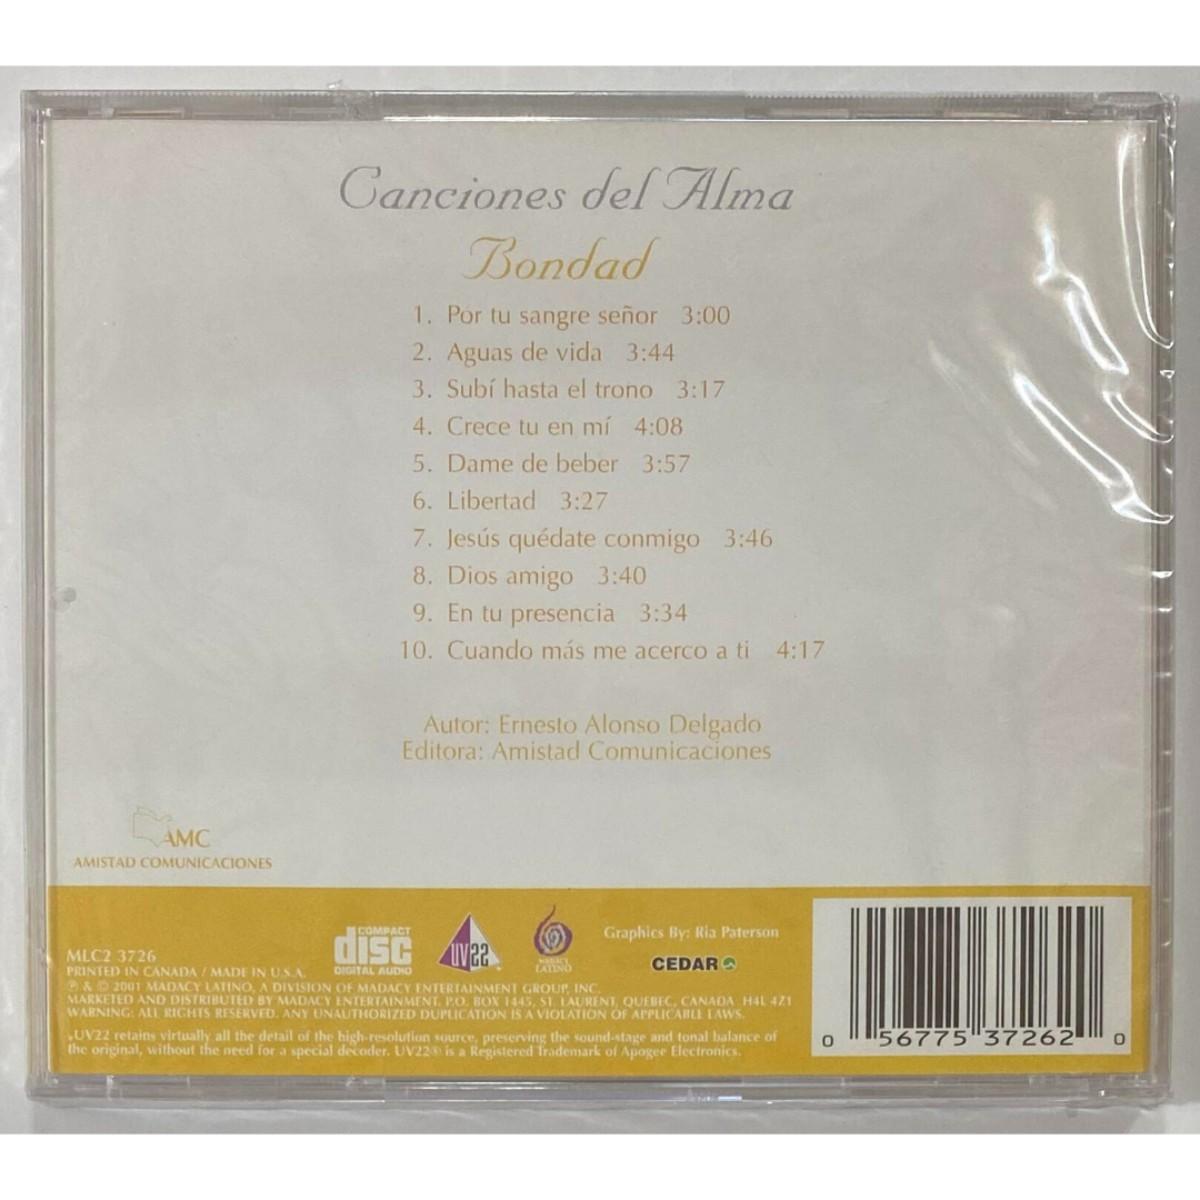 Canciones del Alma
Bondad
1. Por tu sangre señor 3:00
2. Aguas de vida 3:44
3. Subí hasta el trono 3:17
4. Crece tu en mí 4:08
5. Dame de beber 3:57
6. Libertad 3:27
7. Jesús quédate conmigo 3:46
8. Dios amigo 3:40
9. En tu presencia 3:34
10. Cuando más me acerco a ti 4:17
Autor: Ernesto Alonso Delgado
Editora: Amistad Comunicaciones
AMC
AMISTAD COMUNICACIONES
MLC2 3726
PRINTED IN CANADA / MADE IN U.S.A.
℗ & © 2001 MADACY LATINO, A DIVISION OF MADACY ENTERTAINMENT GROUP, INC.
MARKETED AND DISTRIBUTED BY MADACY ENTERTAINMENT. P.O. BOX 1445, ST. LAURENT, QUEBEC, CANADA H4L 4Z1
WARNING: ALL RIGHTS RESERVED. ANY UNAUTHORIZED DUPLICATION IS A VIOLATION OF APPLICABLE LAWS.
UV22 retains virtually all the detail of the high-resolution source, preserving the sound-stage and tonal balance of
the original, without the need for a special decoder. UV22® is a Registered Trademark of Apogee Electronics.
COMPACT
disc
DIGITAL AUDIO
UV22
MADACY
LATINO
Graphics By: Ria Paterson
CEDAR
0 56775 37262 0